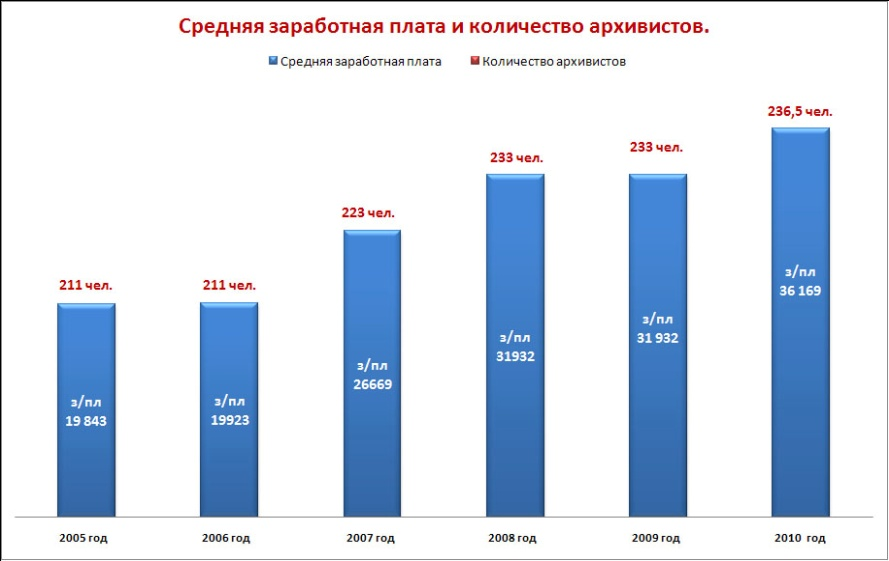 Средняя заработная плата и количество архивистов.
Средняя заработная плата
Количество архивистов
211 чел.
211 чел.
223 чел.
233 чел.
233 чел.
236,5 чел.
з/пл
19 843
з/пл
19923
з/пл
26669
з/пл
31932
з/пл
31 932
з/пл
36 169
2005 год
2006 год
2007 год
2008 год
2009 год
2010 год